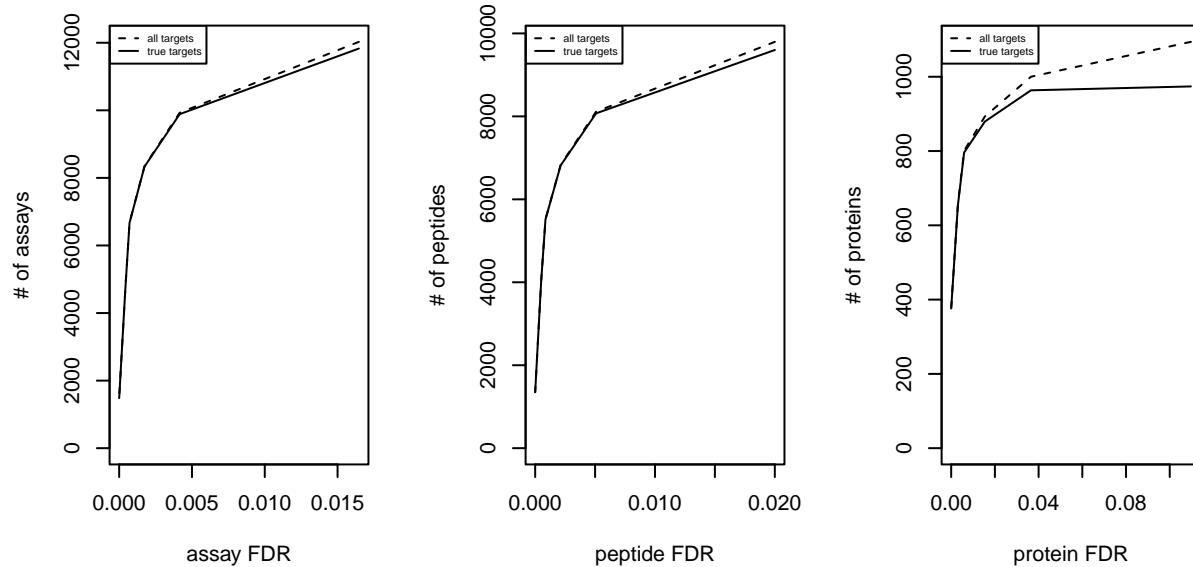 all targets
true targets
# of assays
0
2000
4000
6000
8000
12000
0.000
0.005
0.010
0.015
assay FDR
all targets
true targets
# of peptides
0
2000
4000
6000
8000
10000
0.000
0.010
0.020
peptide FDR
all targets
true targets
# of proteins
0
200
400
600
800
1000
0.00
0.04
0.08
protein FDR